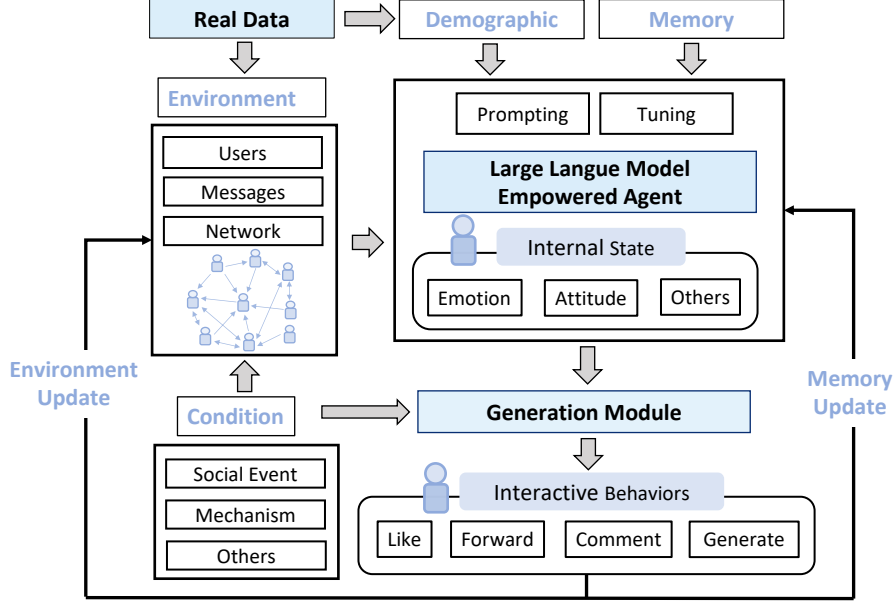 Real Data
Demographic
Memory
Environment
Prompting
Tuning
Users
Messages
Network
Large Langue Model
Empowered Agent
Internal State
Emotion
Attitude
Others
Environment
Update
Memory
Update
Condition
Generation Module
Social Event
Mechanism
Others
Interactive Behaviors
Like
Forward
Comment
Generate